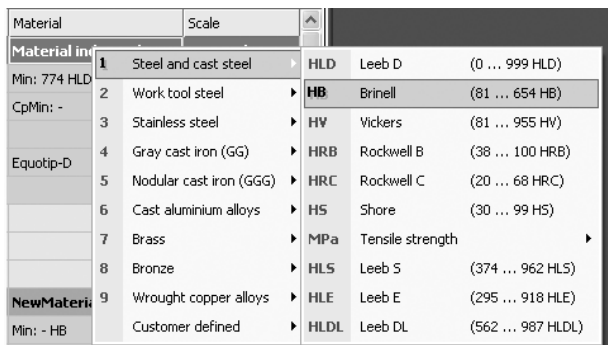 Material Scale
Material in
Min: 774 HLD
CpMin: -
Equotip-D
NewMateri
Min: - HB
1 Steel and cast steel
2 Work tool steel
3 Stainless steel
4 Gray cast iron (GG)
5 Nodular cast iron (GGG)
6 Cast aluminium alloys
7 Brass
8 Bronze
9 Wrought copper alloys
Customer defined
HLD Leeb D (0 ... 999 HLD)
HB Brinell (81 ... 654 HB)
HV Vickers (81 ... 955 HV)
HRB Rockwell B (38 ... 100 HRB)
HRC Rockwell C (20 ... 68 HRC)
HS Shore (30 ... 99 HS)
MPa Tensile strength
HLS Leeb S (374 ... 962 HLS)
HLE Leeb E (295 ... 918 HLE)
HLDL Leeb DL (562 ... 987 HLDL)